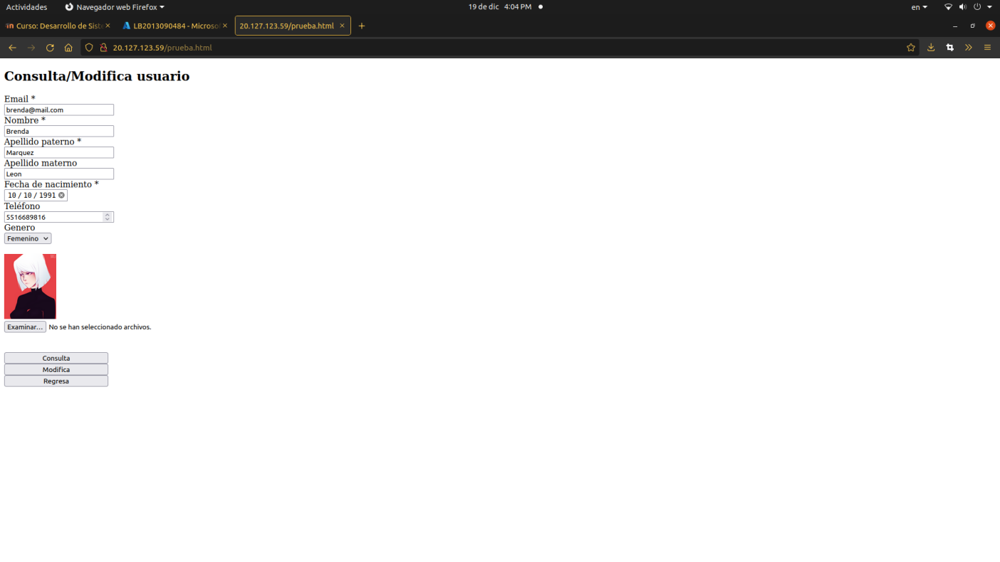 Actividades Navegador web Firefox 19 de dic 4:04 PM en
Curso: Desarrollo de Siste LB2013090484 - Microsof 20.127.123.59/prueba.html
20.127.123.59/prueba.html
Consulta/Modifica usuario
Email *
brenda@mail.com
Nombre *
Brenda
Apellido paterno *
Marquez
Apellido materno
Leon
Fecha de nacimiento *
10 / 10 / 1991
Teléfono
5516689816
Genero
Femenino
Examinar... No se han seleccionado archivos.
Consulta
Modifica
Regresa